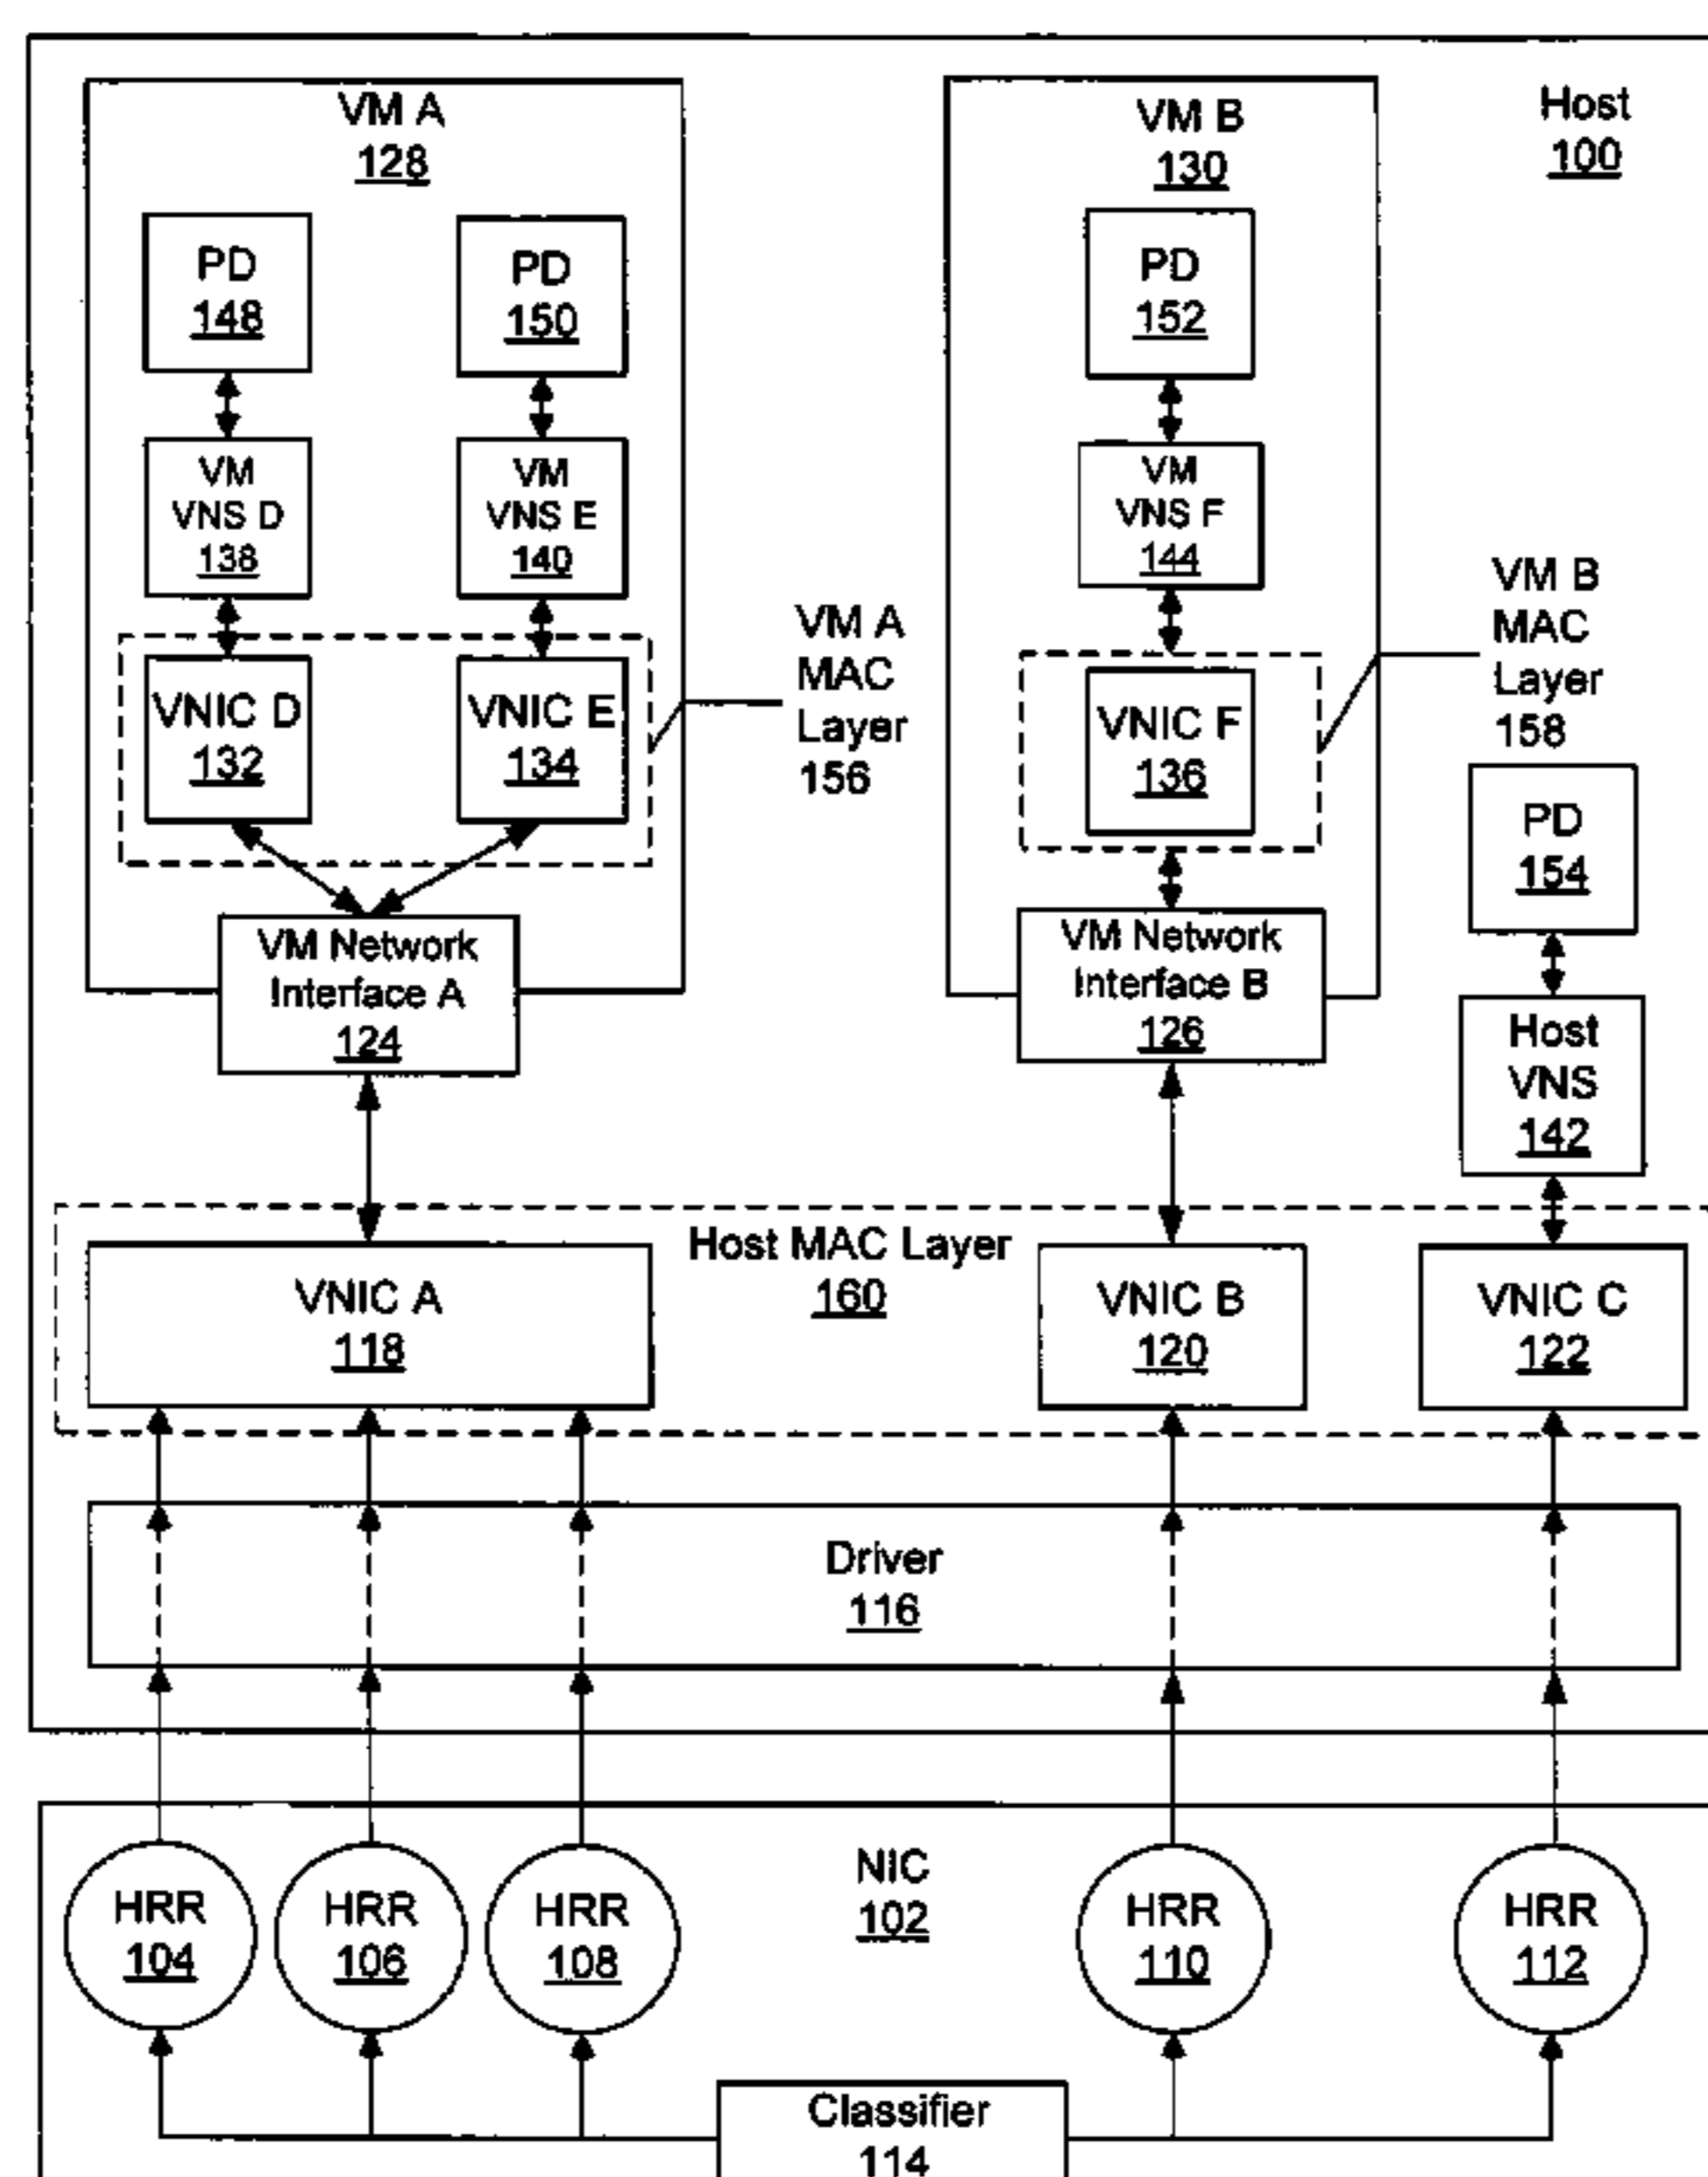 VM A
128
VM B
130
Host
100
PD
148
PD
150
PD
152
VM
VNS D
138
VM
VNS E
140
VM
VNS F
144
VM A
MAC
Layer
156
VM B
MAC
Layer
158
VNIC D
132
VNIC E
134
VNIC F
136
PD
154
VM Network
Interface A
124
VM Network
Interface B
126
Host
VNS
142
Host MAC Layer
160
VNIC A
118
VNIC B
120
VNIC C
122
Driver
116
NIC
102
HRR
104
HRR
106
HRR
108
HRR
110
HRR
112
Classifier
114